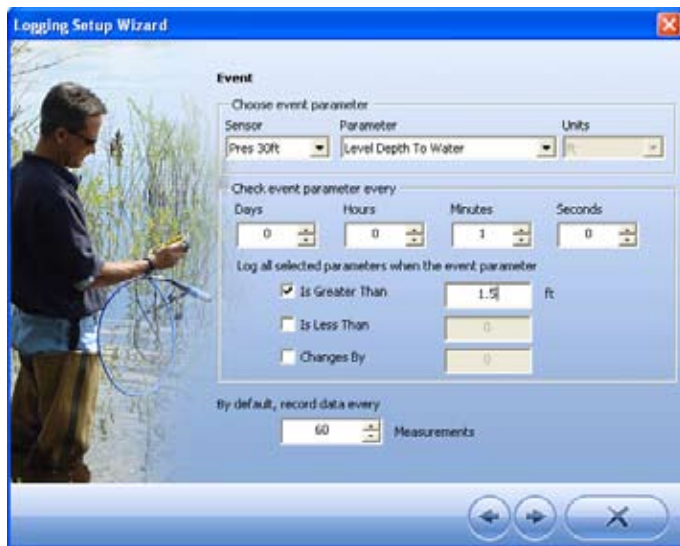 Logging Setup Wizard
Event
Choose event parameter
Sensor Parameter Units
Pres 30ft Level Depth To Water ft
Check event parameter every
Days Hours Minutes Seconds
0 0 1 0
Log all selected parameters when the event parameter
Is Greater Than 1.5 ft
Is Less Than 0
Changes By 0
By default, record data every
60 Measurements